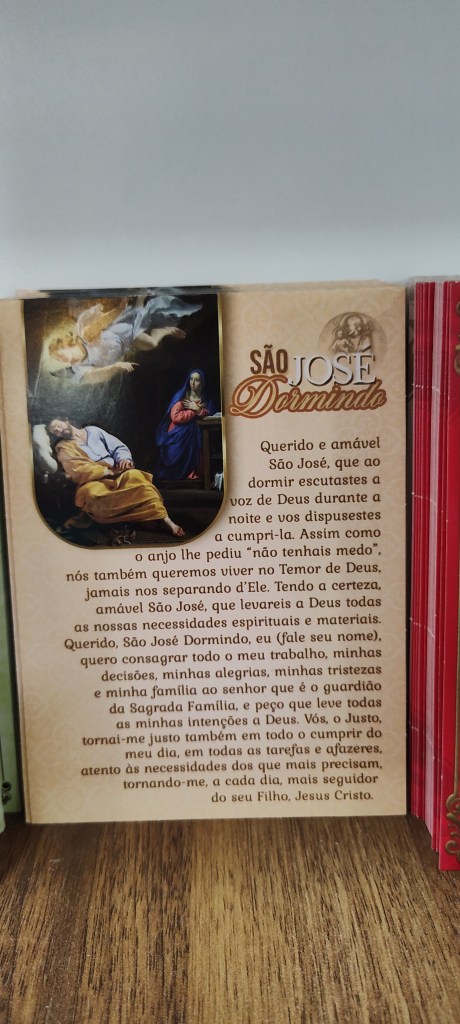 SÃO JOSÉ
Dormindo
Querido e amável
São José, que ao
dormir escutastes a
voz de Deus durante a
noite e vos dispusestes
a cumpri-la. Assim como
o anjo lhe pediu “não tenhais medo”,
nós também queremos viver no Temor de Deus,
jamais nos separando d’Ele. Tendo a certeza,
amável São José, que levareis a Deus todas
as nossas necessidades espirituais e materiais.
Querido, São José Dormindo, eu (fale seu nome),
quero consagrar todo o meu trabalho, minhas
decisões, minhas alegrias, minhas tristezas
e minha família ao senhor que é o guardião
da Sagrada Família, e peço que leve todas
as minhas intenções a Deus. Vós, o Justo,
tornai-me justo também em todo o cumprir do
meu dia, em todas as tarefas e afazeres,
atento às necessidades dos que mais precisam,
tornando-me, a cada dia, mais seguidor
do seu Filho, Jesus Cristo.